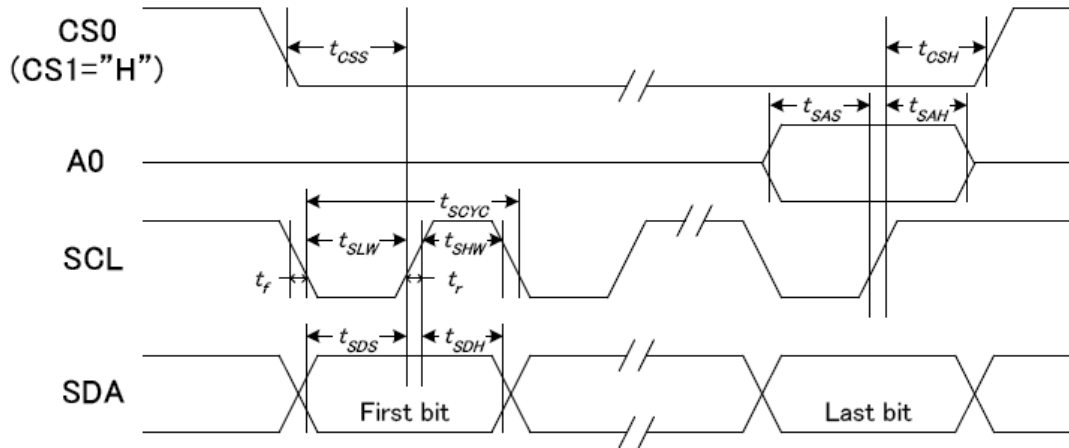 CS0
(CS1="H")
tCSS
tCSH
tSAS
tSAH
A0
tSCYC
SCL
tSLW
tSHW
tf
tr
tSDS
tSDH
SDA
First bit
Last bit